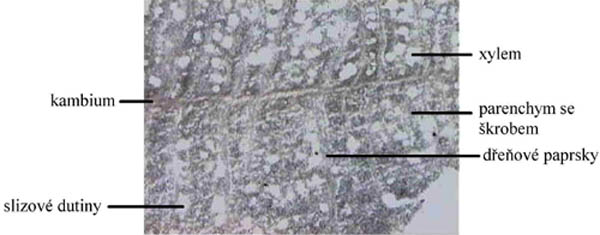 xylem
kambium
parenchym se
škrobem
dřeňové paprsky
slizové dutiny